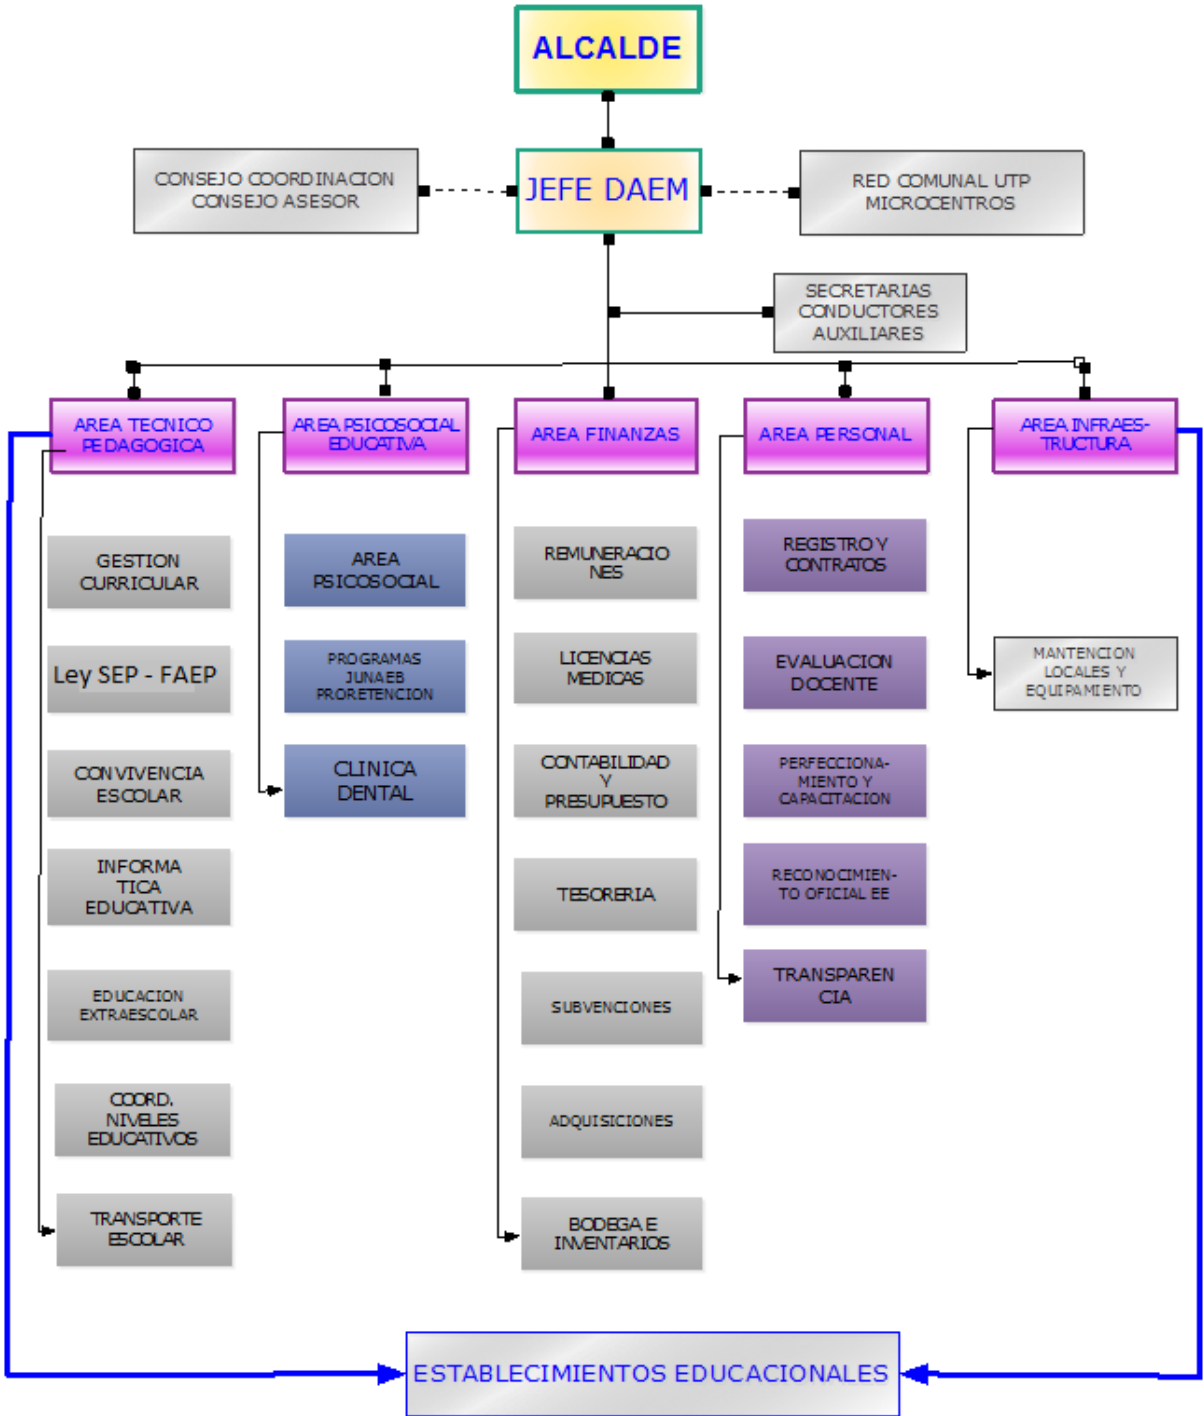 ALCALDE
CONSEJO COORDINACION
CONSEJO ASESOR
JEFE DAEM
RED COMUNAL UTP
MICROCENTROS
SECRETARIAS
CONDUCTORES
AUXILIARES
AREA TECNICO
PEDAGOGICA
AREA PSICOSOCIAL
EDUCATIVA
AREA FINANZAS
AREA PERSONAL
AREA INFRAES-
TRUCTURA
GESTION
CURRICULAR
Ley SEP - FAEP
CONVIVENCIA
ESCOLAR
INFORMA
TICA
EDUCATIVA
EDUCACION
EXTRAESCOLAR
COORD.
NIVELES
EDUCATIVOS
TRANSPORTE
ESCOLAR
AREA
PSICOSOCIAL
PROGRAMAS
JUNAEB
PRORETENCION
CLINICA
DENTAL
REMUNERACIO
NES
LICENCIAS
MEDICAS
CONTABILIDAD
Y
PRESUPUESTO
TESORERIA
SUBVENCIONES
ADQUISICIONES
BODEGA E
INVENTARIOS
REGISTRO Y
CONTRATOS
EVALUACION
DOCENTE
PERFECCIONA-
MIENTO Y
CAPACITACION
RECONOCIMIEN-
TO OFICIAL EE
TRANSPAREN
CIA
MANTENCION
LOCALES Y
EQUIPAMIENTO
ESTABLECIMIENTOS EDUCACIONALES